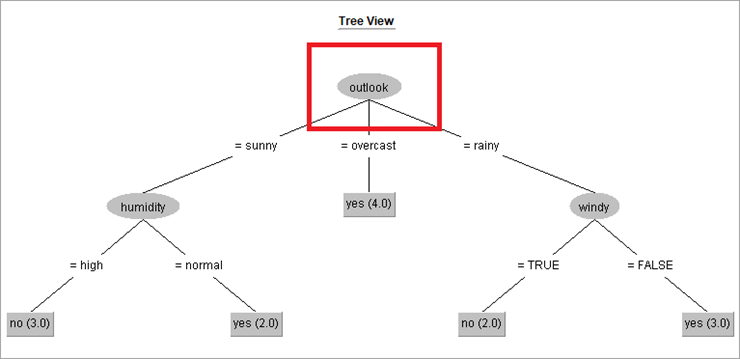 Tree View
outlook
= sunny
= overcast
= rainy
humidity
yes (4.0)
windy
= high
= normal
= TRUE
= FALSE
no (3.0)
yes (2.0)
no (2.0)
yes (3.0)